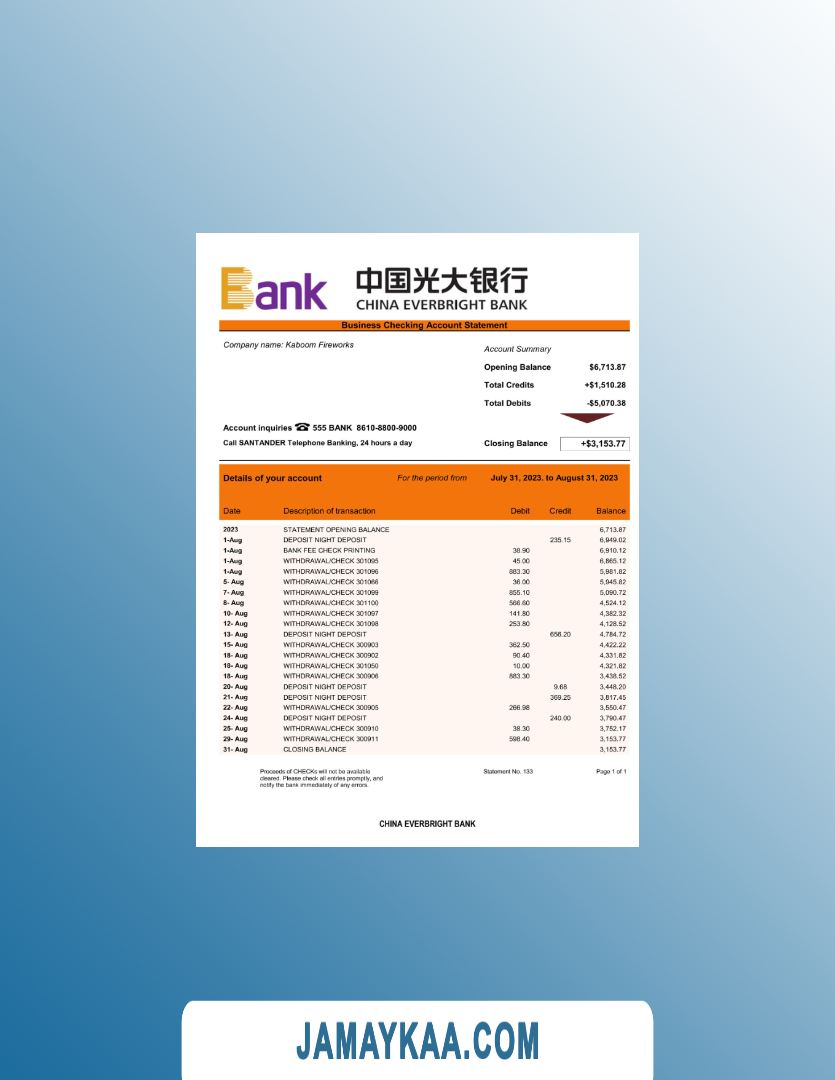 Bank
中国光大银行
CHINA EVERBRIGHT BANK
Business Checking Account Statement
Company name: Kaboom Fireworks
Account Summary
Opening Balance $6,713.87
Total Credits +$1,510.28
Total Debits -$5,070.38
Account inquiries ☎ 555 BANK 8610-8800-9000
Call SANTANDER Telephone Banking, 24 hours a day
Closing Balance +$3,153.77
Details of your account For the period from July 31, 2023. to August 31, 2023
Date Description of transaction Debit Credit Balance
2023 STATEMENT OPENING BALANCE 6,713.87
1-Aug DEPOSIT NIGHT DEPOSIT 235.15 6,949.02
1-Aug BANK FEE CHECK PRINTING 38.90 6,910.12
1-Aug WITHDRAWAL/CHECK 301095 45.00 6,865.12
1-Aug WITHDRAWAL/CHECK 301096 883.30 5,981.82
5- Aug WITHDRAWAL/CHECK 301066 36.00 5,945.82
7- Aug WITHDRAWAL/CHECK 301099 855.10 5,090.72
8- Aug WITHDRAWAL/CHECK 301100 566.60 4,524.12
10- Aug WITHDRAWAL/CHECK 301097 141.80 4,382.32
12- Aug WITHDRAWAL/CHECK 301098 253.80 4,128.52
13- Aug DEPOSIT NIGHT DEPOSIT 656.20 4,784.72
15- Aug WITHDRAWAL/CHECK 300903 362.50 4,422.22
18- Aug WITHDRAWAL/CHECK 300902 90.40 4,331.82
18- Aug WITHDRAWAL/CHECK 301050 10.00 4,321.82
18- Aug WITHDRAWAL/CHECK 300906 883.30 3,438.52
20- Aug DEPOSIT NIGHT DEPOSIT 9.68 3,448.20
21- Aug DEPOSIT NIGHT DEPOSIT 369.25 3,817.45
22- Aug WITHDRAWAL/CHECK 300905 266.98 3,550.47
24- Aug DEPOSIT NIGHT DEPOSIT 240.00 3,790.47
25- Aug WITHDRAWAL/CHECK 300910 38.30 3,752.17
29- Aug WITHDRAWAL/CHECK 300911 598.40 3,153.77
31- Aug CLOSING BALANCE 3,153.77
Proceeds of CHECKs will not be available
cleared. Please check all entries promptly, and
notify the bank immediately of any errors.
Statement No. 133
Page 1 of 1
CHINA EVERBRIGHT BANK
JAMAYKAA.COM